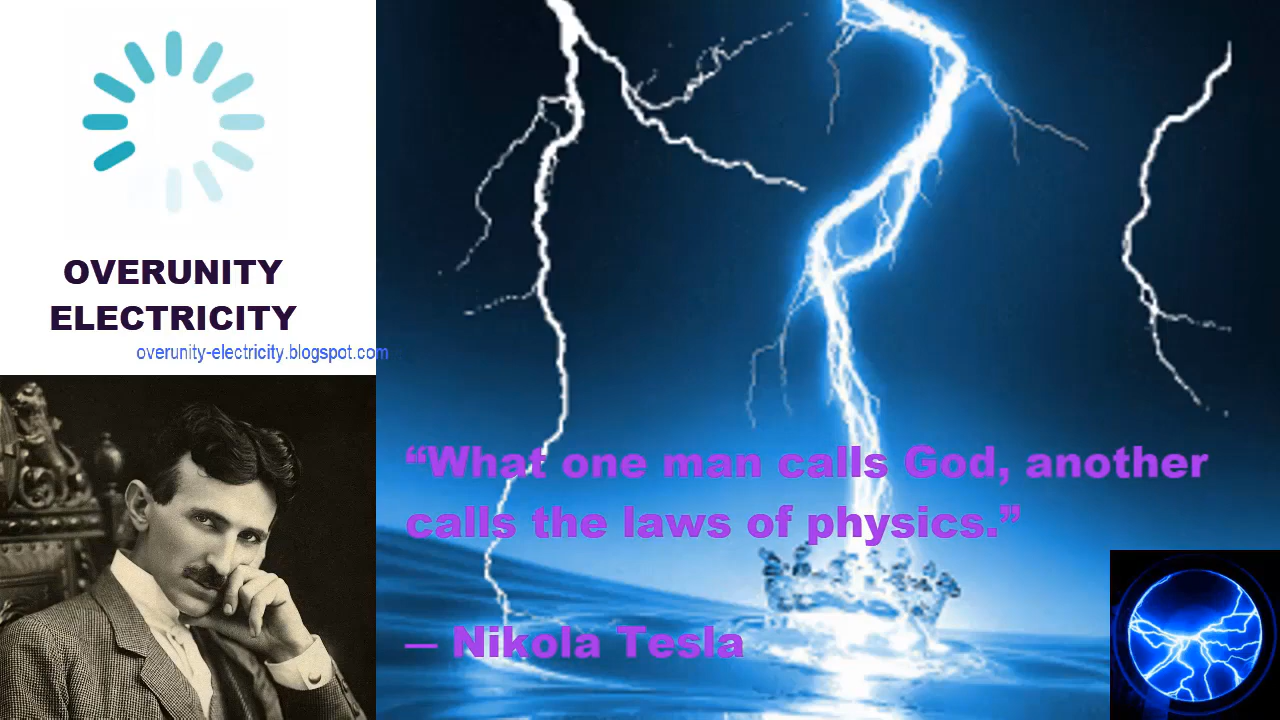 OVERUNITY
ELECTRICITY
overunity-electricity.blogspot.com
“What one man calls God, another
calls the laws of physics.”
— Nikola Tesla